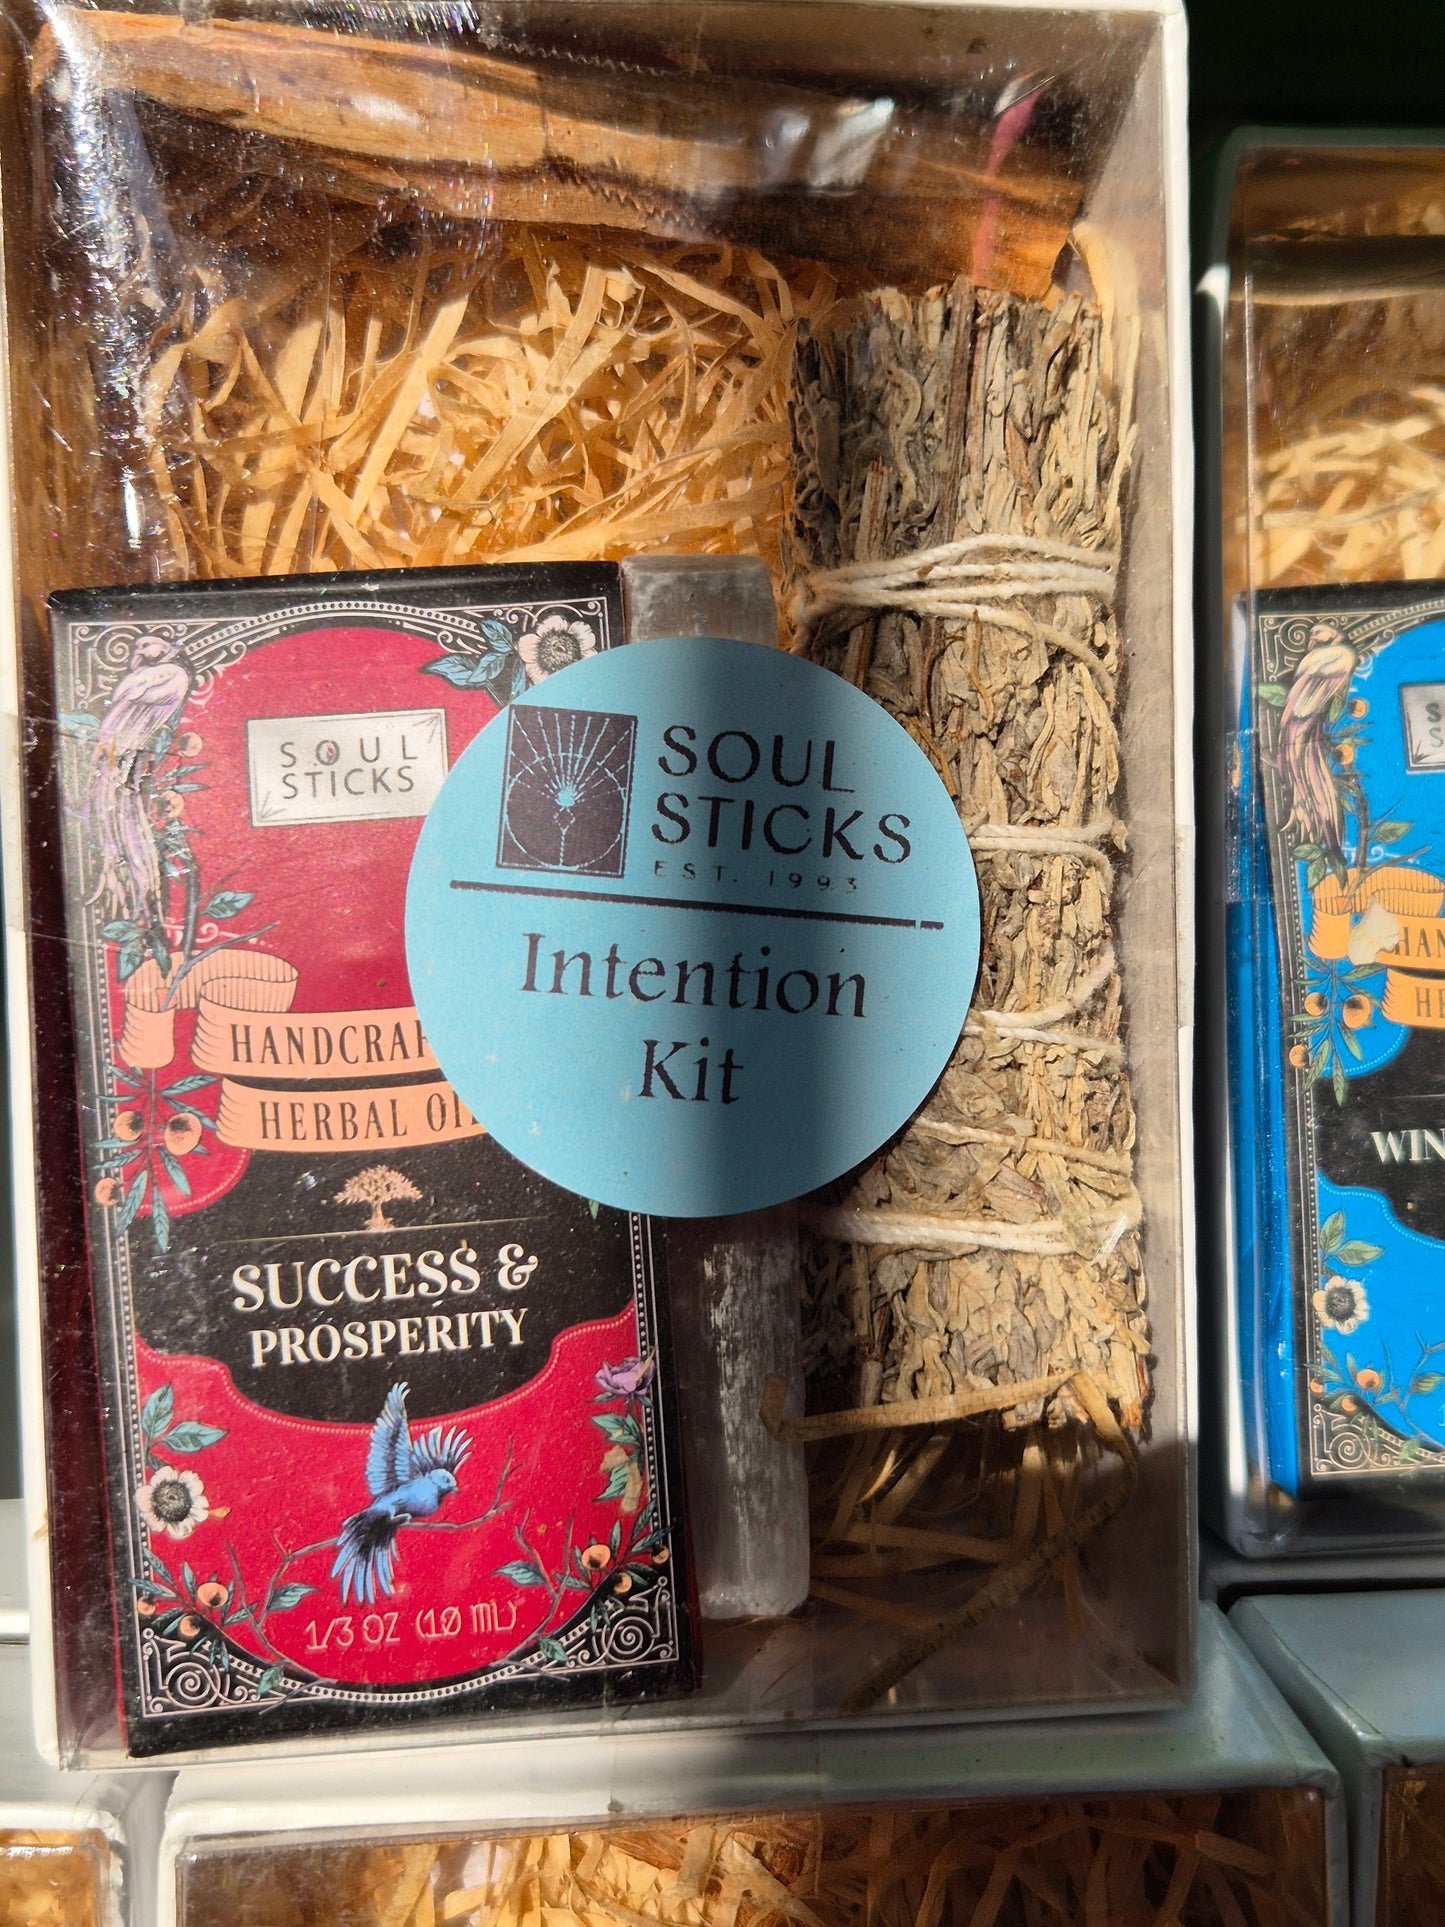 SOUL
STICKS
HERBAL
SUCCESS &
PROSPERITY
1/3 OZ (10 ML)
SOUL
STICKS
EST. 1993
Intention
Kit